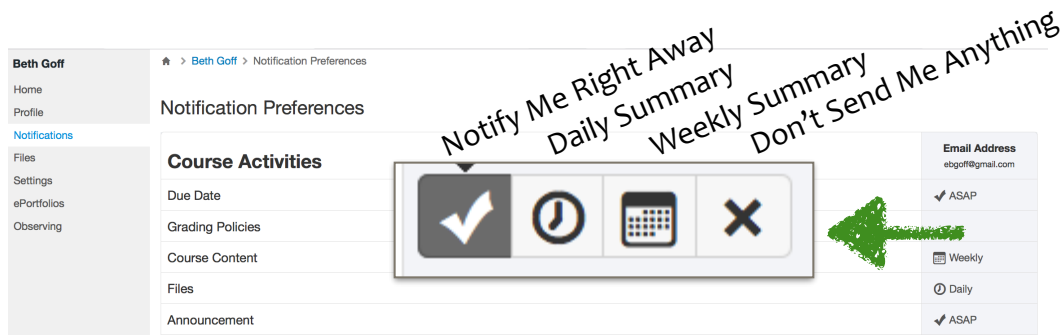 Beth Goff
Home
Profile
Notifications
Files
Settings
ePortfolios
Observing
Beth Goff > Notification Preferences
Notification Preferences
Notify Me Right Away
Daily Summary
Weekly Summary
Don't Send Me Anything
Course Activities
Email Address
ebgoff@gmail.com
Due Date
ASAP
Grading Policies
Course Content
Weekly
Files
Daily
Announcement
ASAP